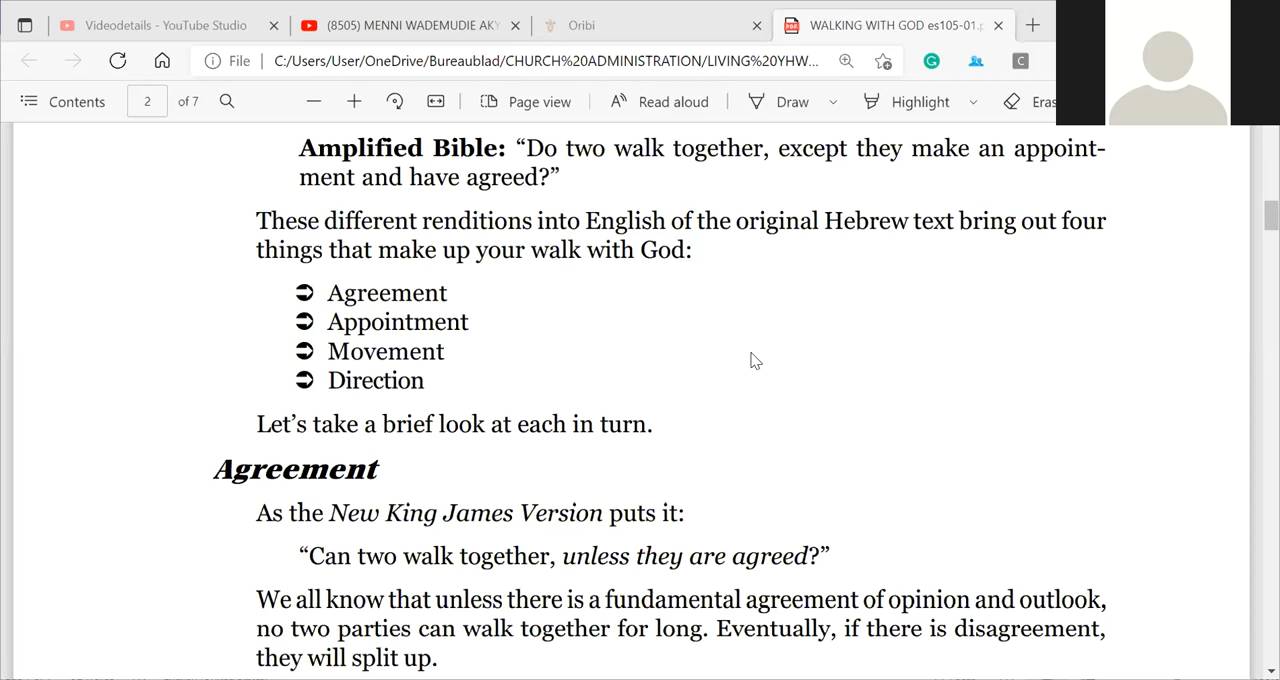 Videodetails - YouTube Studio
(8505) MENNI WADEMUDIE AKY
Oribi
WALKING WITH GOD es105-01.p
File
C:/Users/User/OneDrive/Bureaublad/CHURCH%20ADMINISTRATION/LIVING%20YHW...
C
Contents
2
of 7
Page view
Read aloud
Draw
Highlight
Eras
Amplified Bible: “Do two walk together, except they make an appoint-
ment and have agreed?”
These different renditions into English of the original Hebrew text bring out four
things that make up your walk with God:
➲ Agreement
➲ Appointment
➲ Movement
➲ Direction
Let’s take a brief look at each in turn.
Agreement
As the New King James Version puts it:
“Can two walk together, unless they are agreed?”
We all know that unless there is a fundamental agreement of opinion and outlook,
no two parties can walk together for long. Eventually, if there is disagreement,
they will split up.